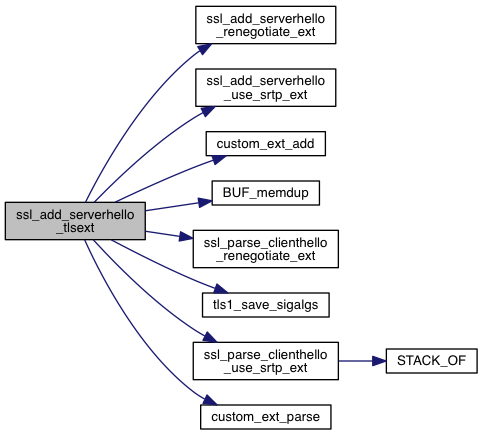 ssl_add_serverhello
_renegotiate_ext
ssl_add_serverhello
_use_srtp_ext
custom_ext_add
BUF_memdup
ssl_add_serverhello
_tlsext
ssl_parse_clienthello
_renegotiate_ext
tls1_save_sigalgs
ssl_parse_clienthello
_use_srtp_ext
STACK_OF
custom_ext_parse